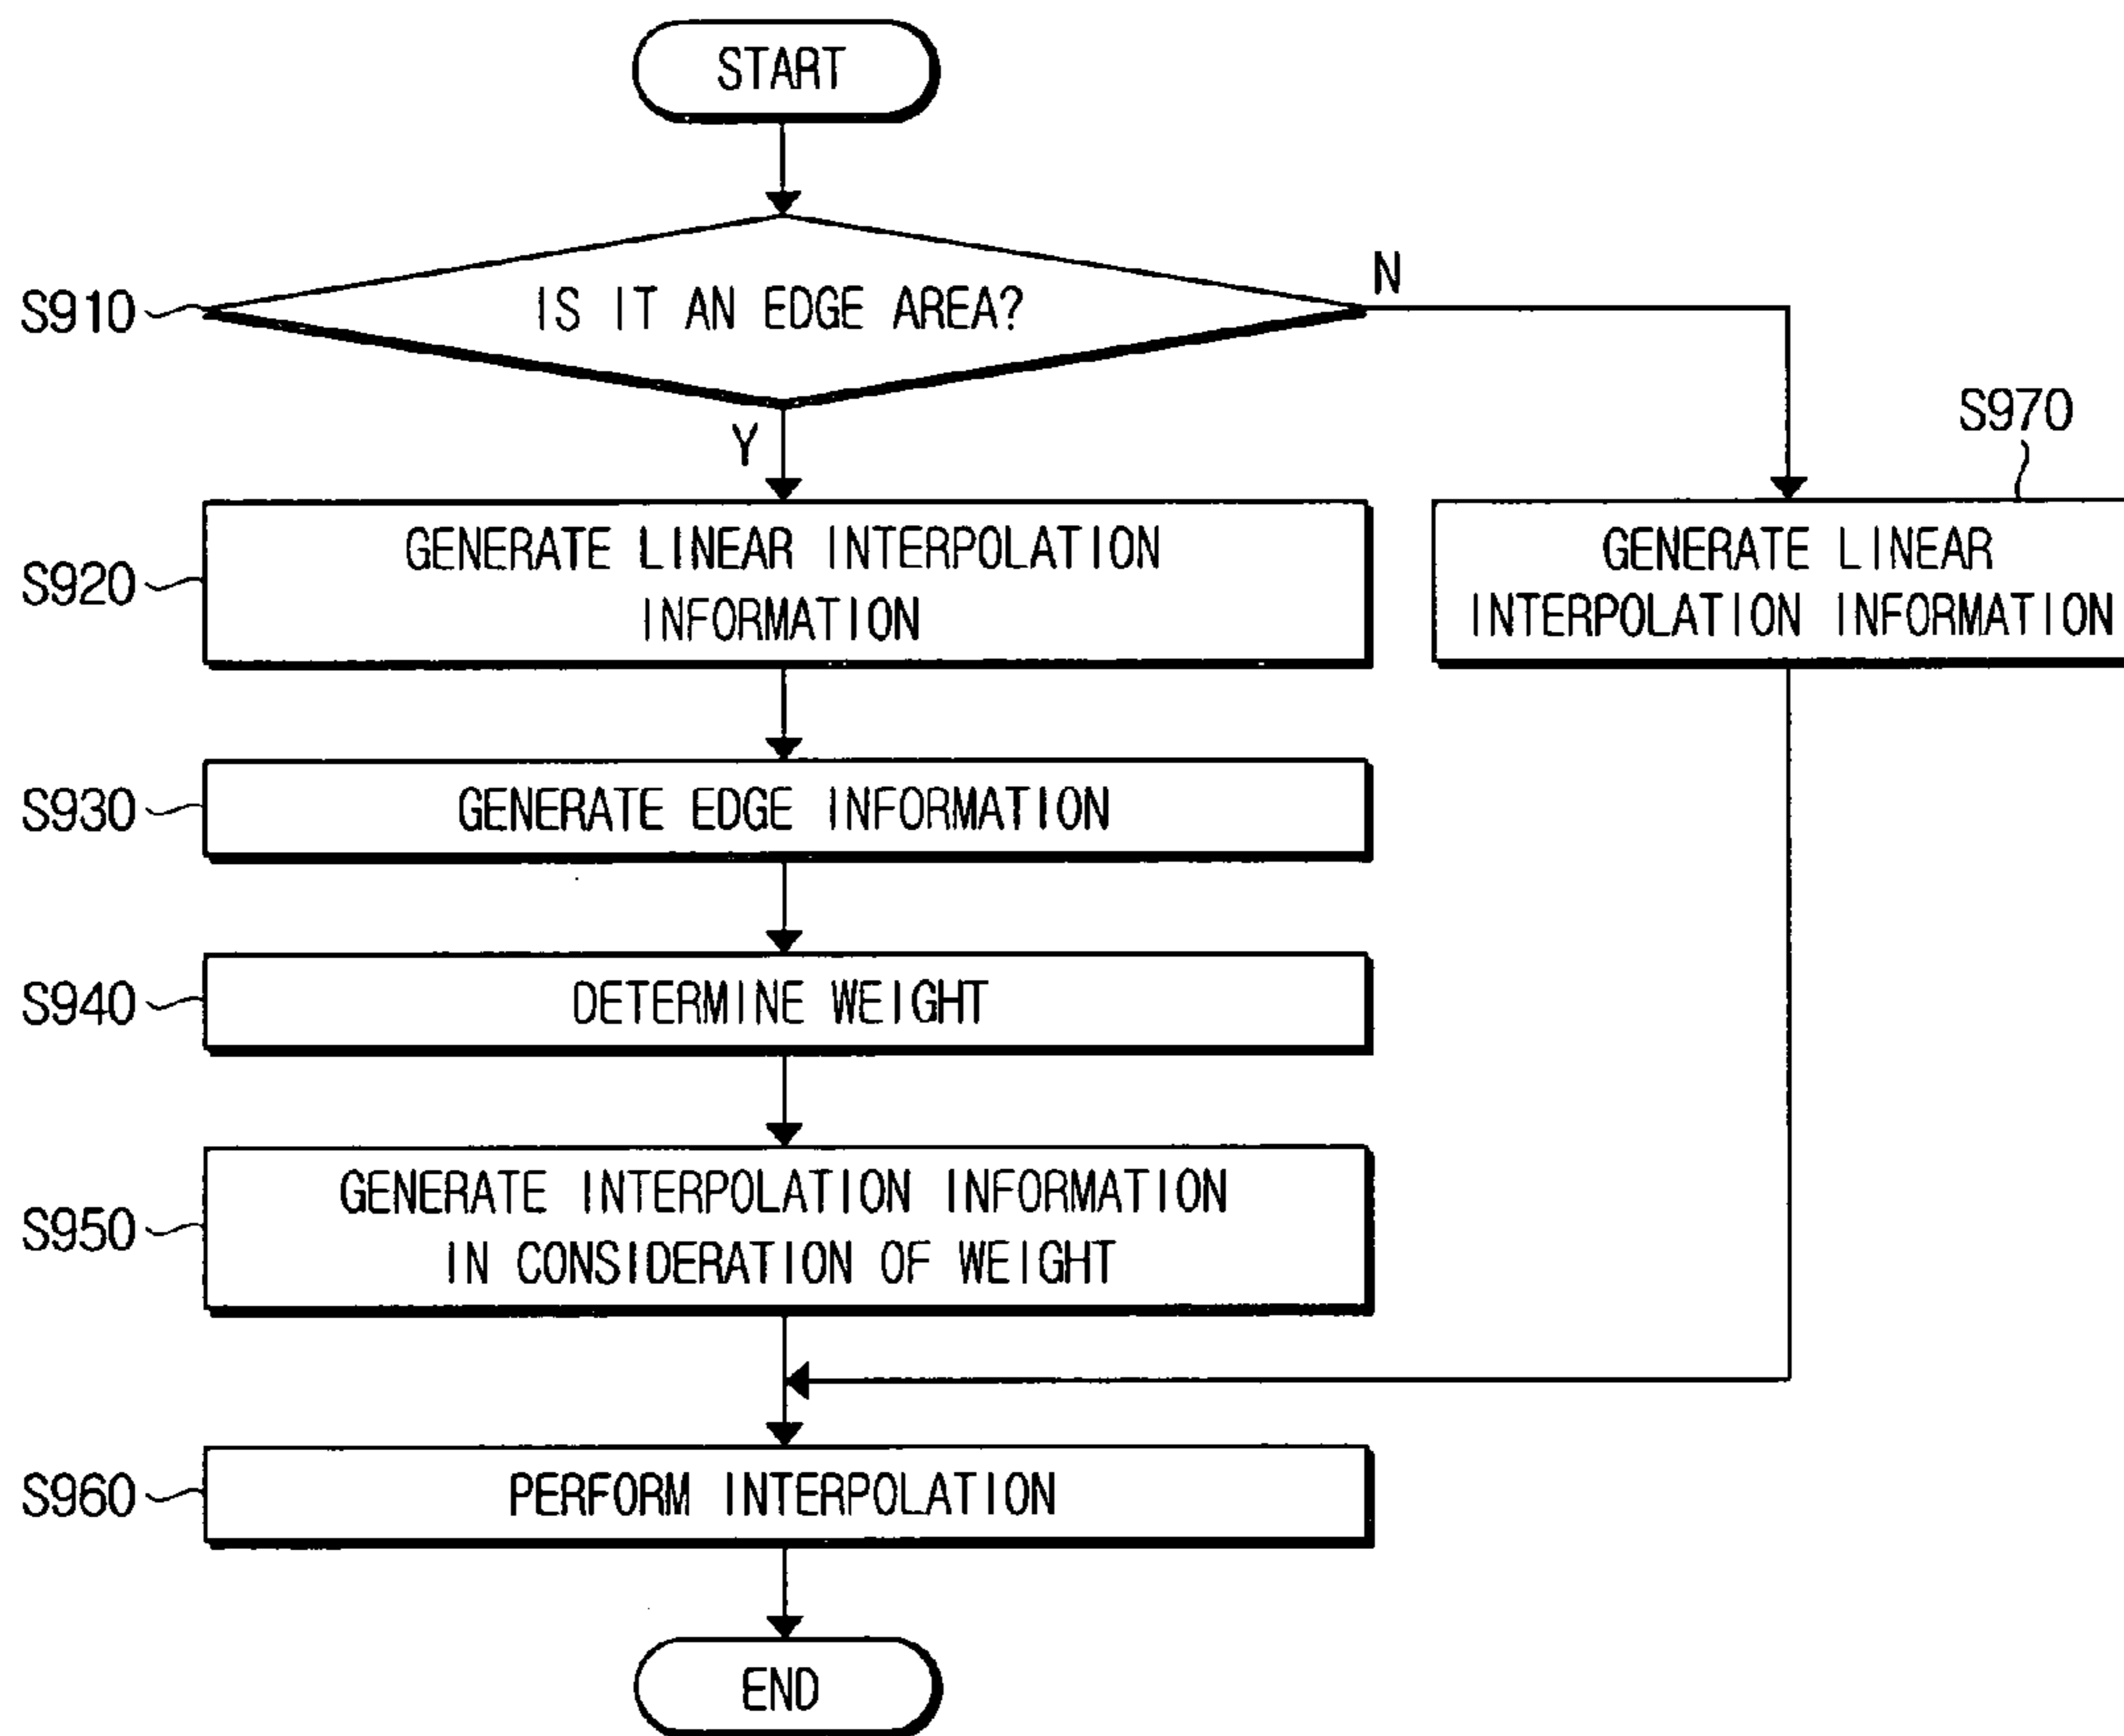 START
S910
IS IT AN EDGE AREA?
N
Y
S970
S920
GENERATE LINEAR INTERPOLATION
INFORMATION
GENERATE LINEAR
INTERPOLATION INFORMATION
S930
GENERATE EDGE INFORMATION
S940
DETERMINE WEIGHT
S950
GENERATE INTERPOLATION INFORMATION
IN CONSIDERATION OF WEIGHT
S960
PERFORM INTERPOLATION
END